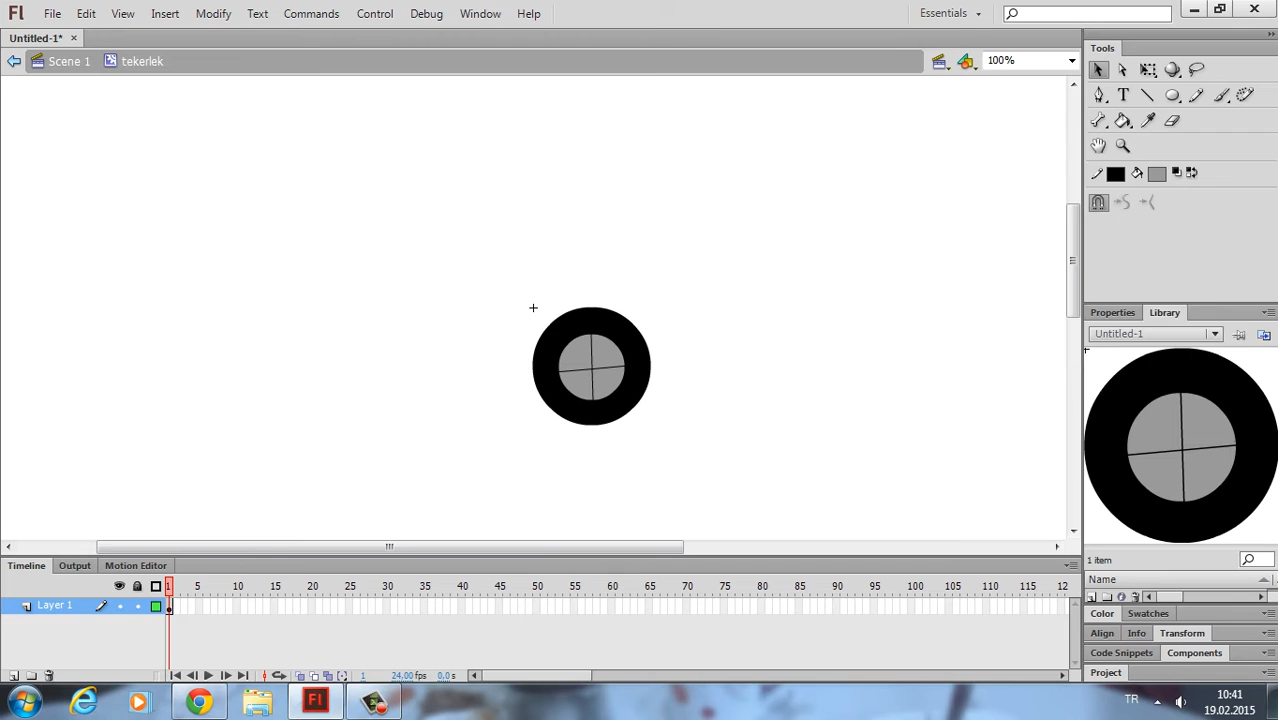 Fl File Edit View Insert Modify Text Commands Control Debug Window Help Essentials
Untitled-1*
Scene 1 tekerlek 100%
Tools
T
Properties Library
Untitled-1
1 item
Name
Timeline Output Motion Editor
1 5 10 15 20 25 30 35 40 45 50 55 60 65 70 75 80 85 90 95 100 105 110 115 12
Layer 1
1 24,00 fps 0,0 s
Color Swatches
Align Info Transform
Code Snippets Components
Project
Fl
TR
10:41
19.02.2015